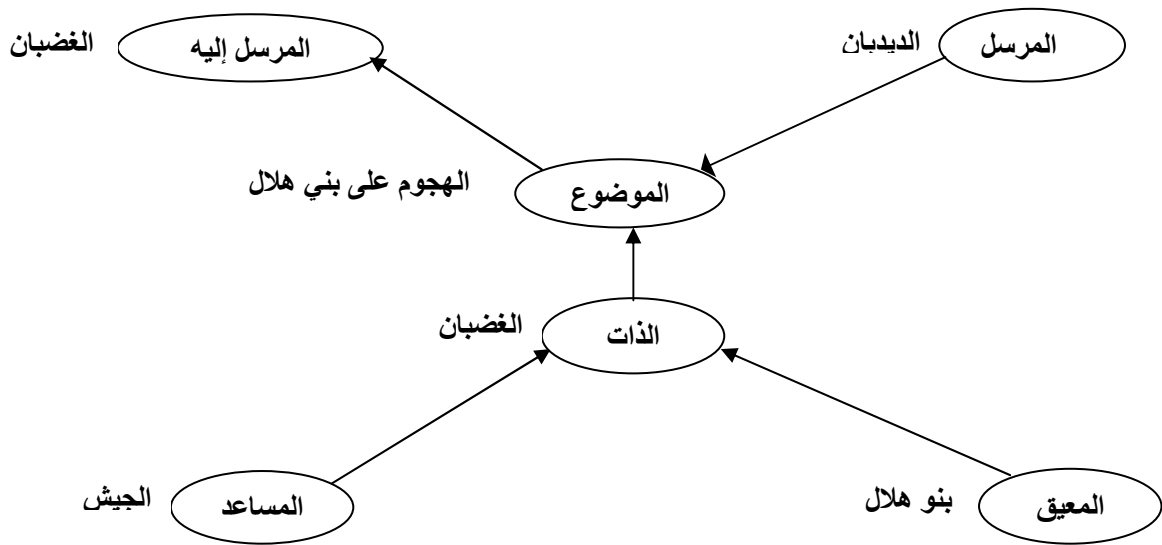 المرسل
الديدبان
المرسل إليه
الغضبان
الموضوع
الهجوم على بني هلال
الذات
الغضبان
المعيق
بنو هلال
المساعد
الجيش